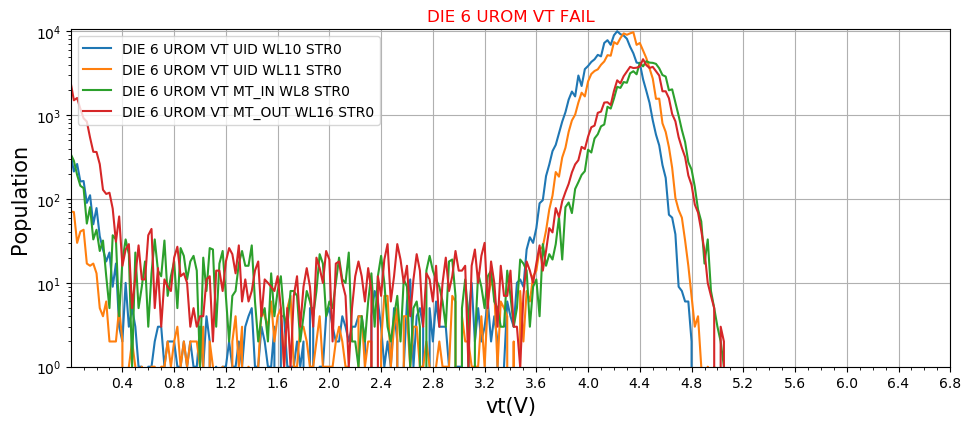 DIE 6 UROM VT FAIL
DIE 6 UROM VT UID WL10 STR0
DIE 6 UROM VT UID WL11 STR0
DIE 6 UROM VT MT_IN WL8 STR0
DIE 6 UROM VT MT_OUT WL16 STR0
Population
10^4
10^3
10^2
10^1
10^0
0.4 0.8 1.2 1.6 2.0 2.4 2.8 3.2 3.6 4.0 4.4 4.8 5.2 5.6 6.0 6.4 6.8
vt(V)